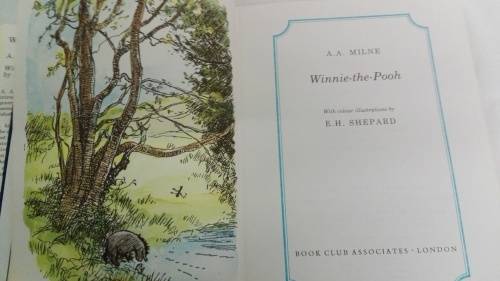 A.A. MILNE
Winnie-the-Pooh
With colour illustrations by
E.H. SHEPARD
BOOK CLUB ASSOCIATES · LONDON